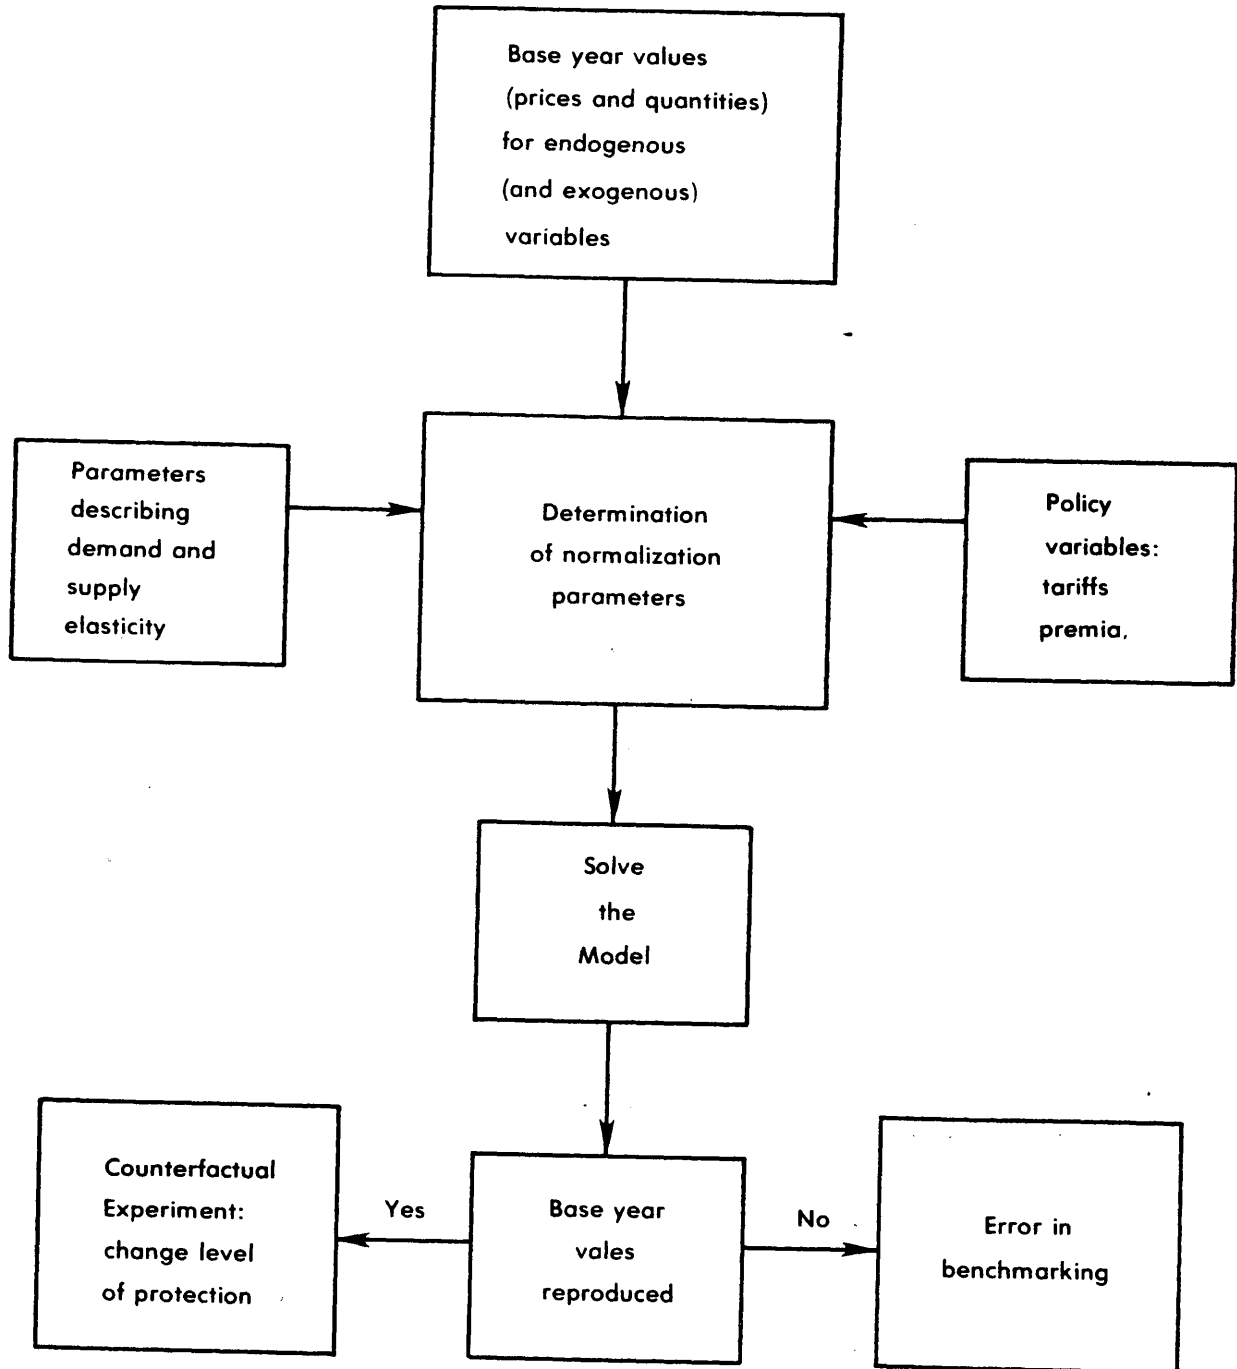 Base year values
(prices and quantities)
for endogenous
(and exogenous)
variables
Parameters
describing
demand and
supply
elasticity
Determination
of normalization
parameters
Policy
variables:
tariffs
premia.
Solve
the
Model
Counterfactual
Experiment:
change level
of protection
Yes
Base year
vales
reproduced
No
Error in
benchmarking